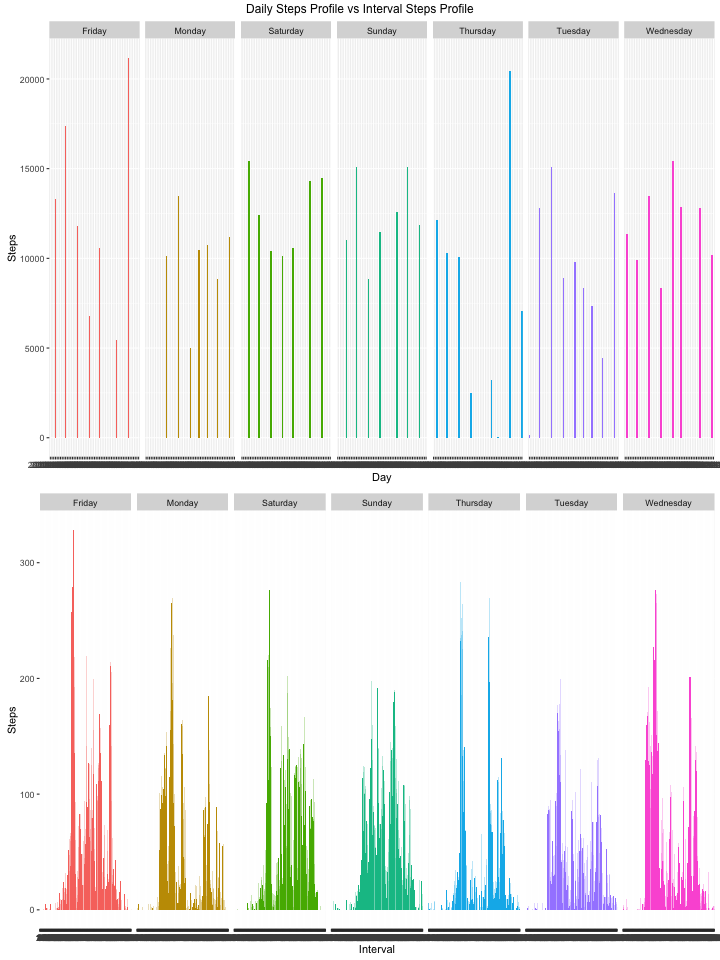 Daily Steps Profile vs Interval Steps Profile
Friday Monday Saturday Sunday Thursday Tuesday Wednesday
20000
15000
10000
5000
0
Steps
Day
Friday Monday Saturday Sunday Thursday Tuesday Wednesday
300
200
100
0
Steps
Interval